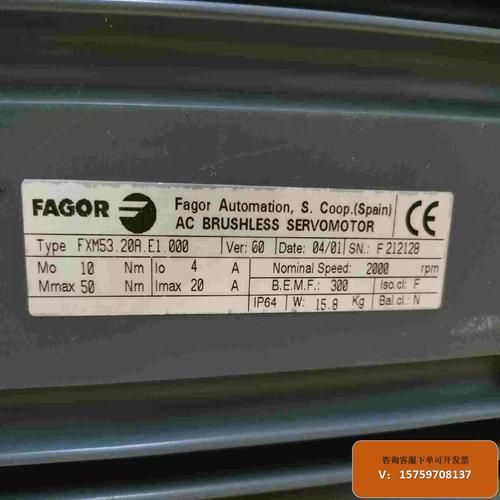 FAGOR
Fagor Automation, S. Coop.(Spain)
AC BRUSHLESS SERVOMOTOR
CE
Type FXM53.20A.E1.000 Ver: 00 Date: 04/01 SN.: F 212128
Mo 10 Nm Io 4 A Nominal Speed: 2000 rpm
Mmax 50 Nm Imax 20 A B.E.M.F.: 300 Iso.cl: F
IP64 W: 15.8 Kg Bal.cl: N
咨询客服下单可开发票
V：15759708137